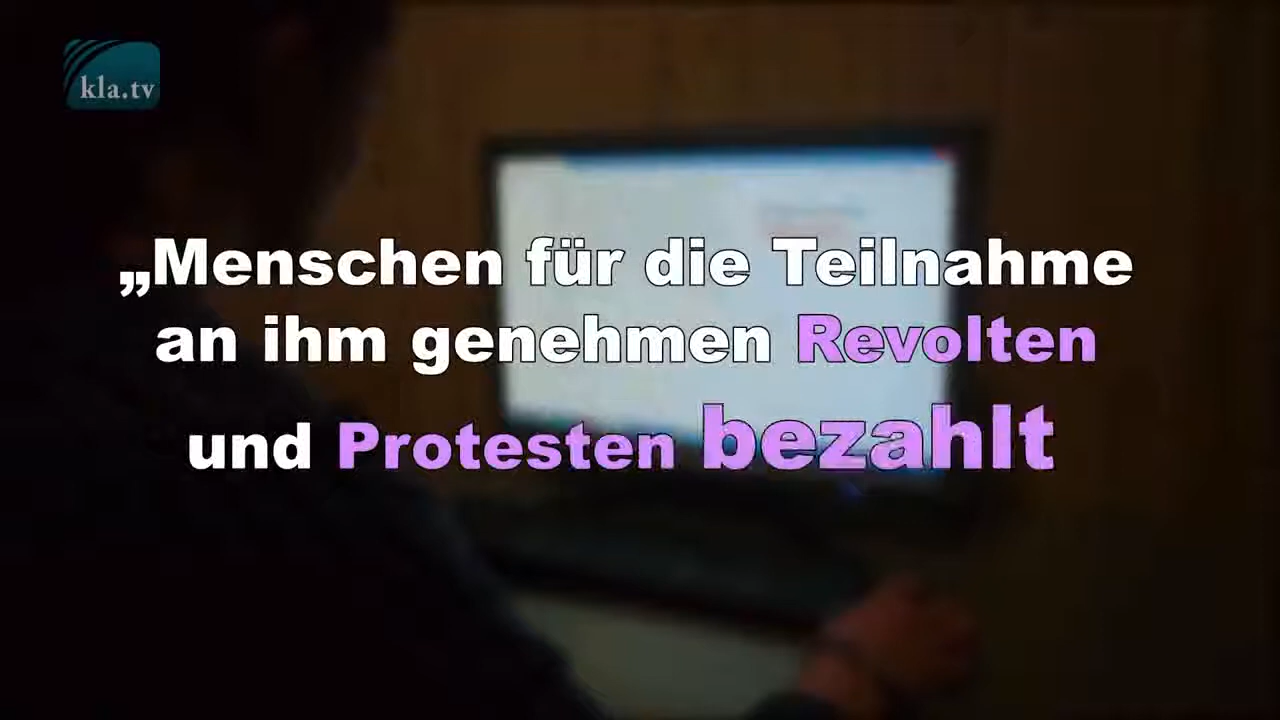 kla.tv
„Menschen für die Teilnahme
an ihm genehmen Revolten
und Protesten bezahlt